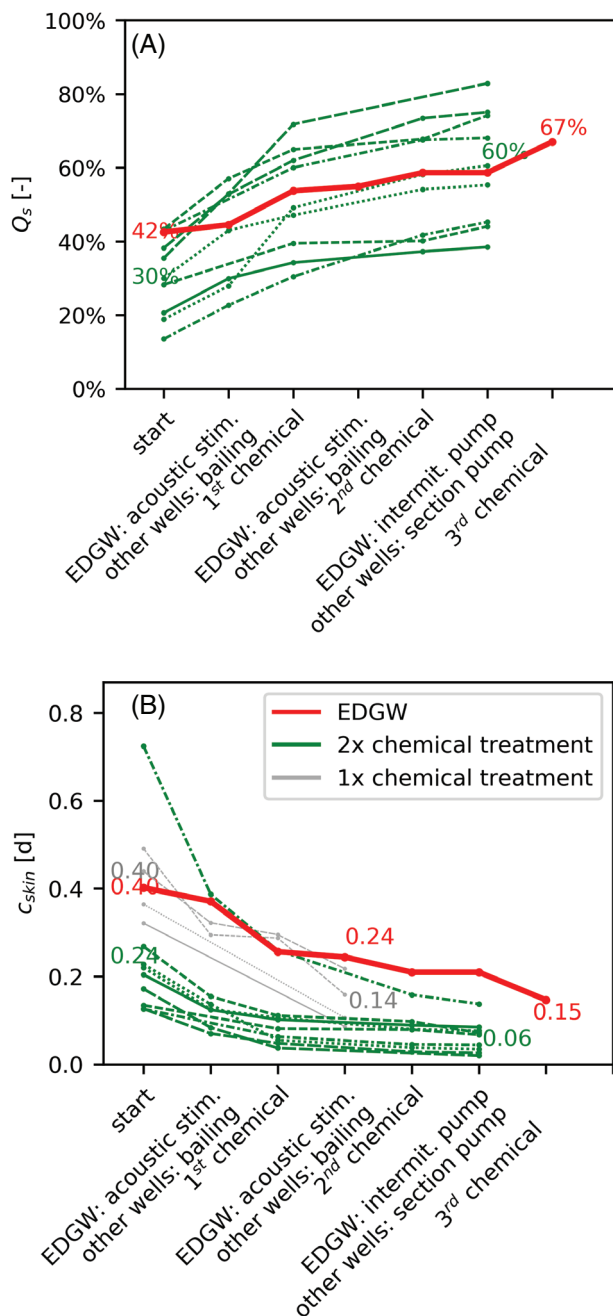 100%
(A)
80%
67%
60%
60%
Qs [-]
42%
40%
30%
20%
0%
start
EDGW: acoustic stim.
other wells: bailing
1st chemical
EDGW: acoustic stim.
other wells: bailing
2nd chemical
EDGW: intermit. pump
other wells: section pump
3rd chemical
(B)
0.8
EDGW
2x chemical treatment
1x chemical treatment
0.6
cskin [d]
0.40
0.4
0.40
0.24
0.24
0.2
0.14
0.15
0.06
0.0
start
EDGW: acoustic stim.
other wells: bailing
1st chemical
EDGW: acoustic stim.
other wells: bailing
2nd chemical
EDGW: intermit. pump
other wells: section pump
3rd chemical